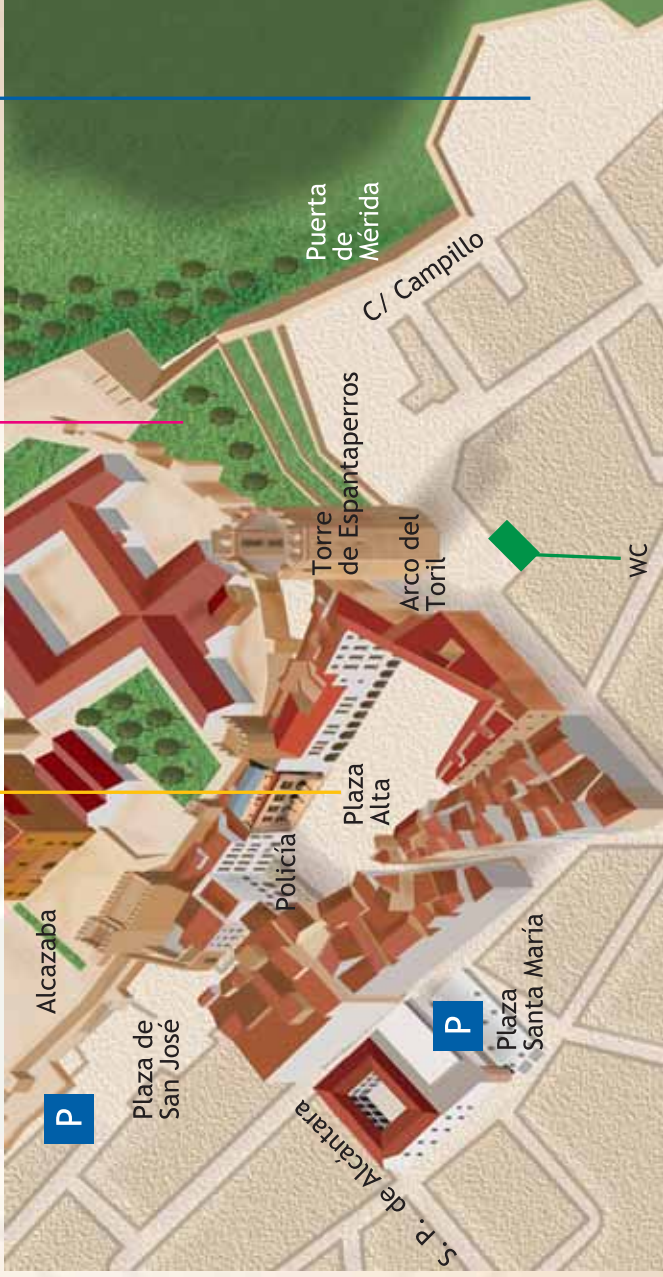 Alcazaba
P
Plaza de
San José
Policía
Plaza
Alta
Torre
de Espantaperros
Arco del
Toril
Puerta
de
Mérida
C/ Campillo
S. P. de Alcántara
P
Plaza
Santa María
WC